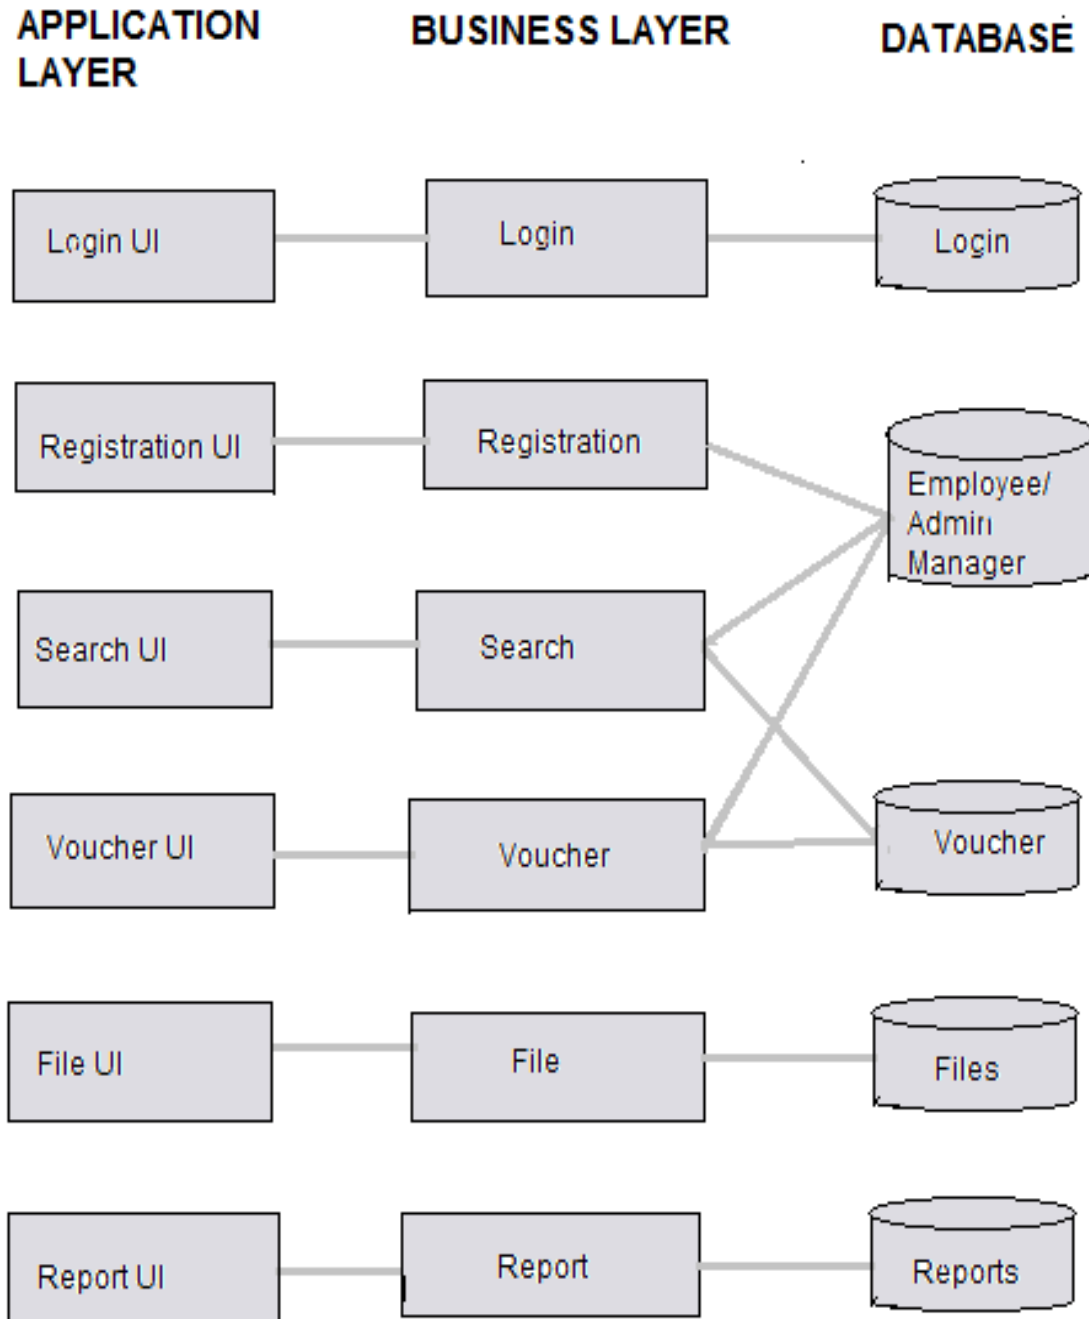 APPLICATION
LAYER
BUSINESS LAYER
DATABASE
Login UI
Login
Login
Registration UI
Registration
Employee/
Admin
Manager
Search UI
Search
Voucher UI
Voucher
Voucher
File UI
File
Files
Report UI
Report
Reports